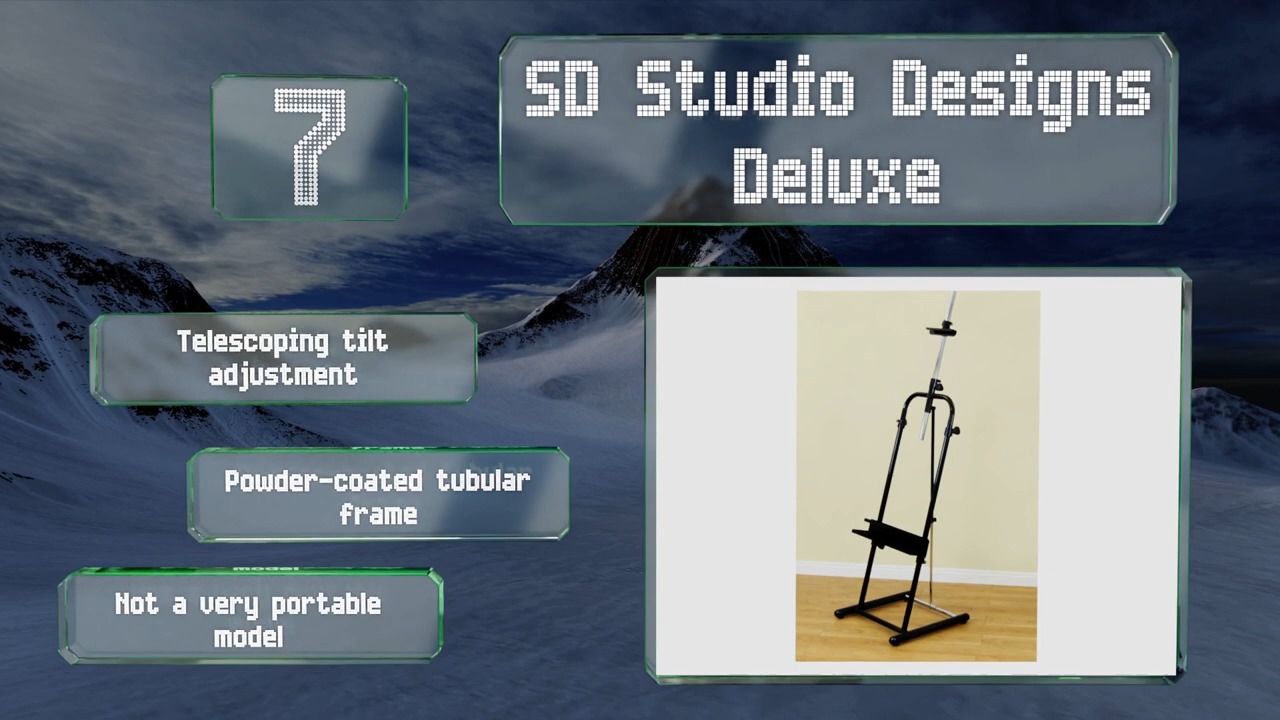 7
SD Studio Designs
Deluxe
Telescoping tilt
adjustment
Powder-coated tubular
frame
Not a very portable
model